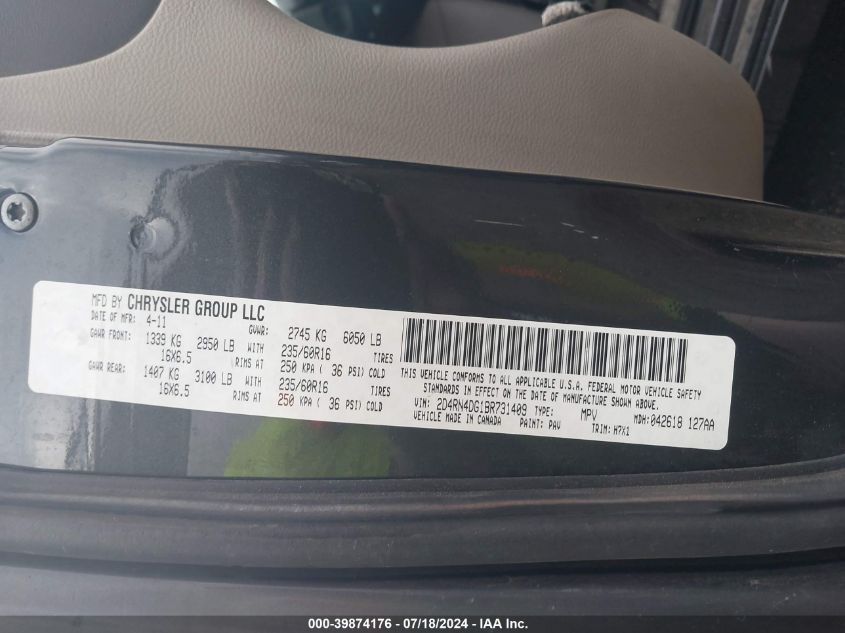 MFD BY CHRYSLER GROUP LLC
DATE OF MFR: 4-11 GVWR: 2745 KG 6050 LB
GAWR FRONT: 1339 KG 2950 LB WITH 235/60R16 TIRES
16X6.5 RIMS AT 250 KPA ( 36 PSI) COLD
GAWR REAR: 1407 KG 3100 LB WITH 235/60R16 TIRES
16X6.5 RIMS AT 250 KPA ( 36 PSI) COLD
THIS VEHICLE CONFORMS TO ALL APPLICABLE U.S.A. FEDERAL MOTOR VEHICLE SAFETY
STANDARDS IN EFFECT ON THE DATE OF MANUFACTURE SHOWN ABOVE.
VIN: 2D4RN4DG1BR731409 TYPE: MPV MDH: 042618 127AA
VEHICLE MADE IN CANADA PAINT: PAV TRIM: H7X1
000-39874176 - 07/18/2024 - IAA